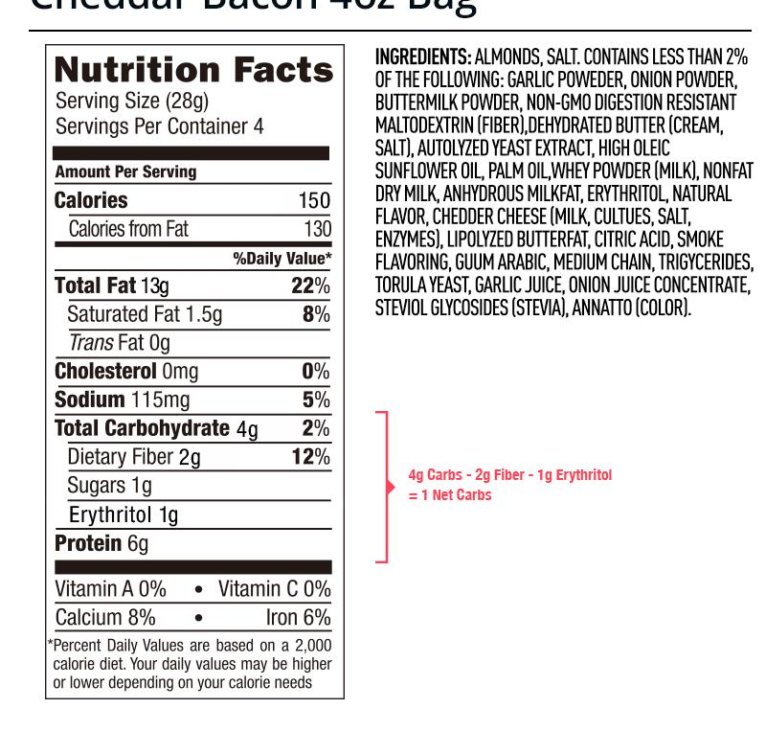 Cheddar Bacon 4oz Bag
Nutrition Facts
Serving Size (28g)
Servings Per Container 4
Amount Per Serving
Calories 150
Calories from Fat 130
%Daily Value*
Total Fat 13g 22%
Saturated Fat 1.5g 8%
Trans Fat 0g
Cholesterol 0mg 0%
Sodium 115mg 5%
Total Carbohydrate 4g 2%
Dietary Fiber 2g 12%
Sugars 1g
Erythritol 1g
Protein 6g
Vitamin A 0% • Vitamin C 0%
Calcium 8% • Iron 6%
*Percent Daily Values are based on a 2,000
calorie diet. Your daily values may be higher
or lower depending on your calorie needs
INGREDIENTS: ALMONDS, SALT. CONTAINS LESS THAN 2%
OF THE FOLLOWING: GARLIC POWEDER, ONION POWDER,
BUTTERMILK POWDER, NON-GMO DIGESTION RESISTANT
MALTODEXTRIN (FIBER),DEHYDRATED BUTTER (CREAM,
SALT), AUTOLYZED YEAST EXTRACT, HIGH OLEIC
SUNFLOWER OIL, PALM OIL,WHEY POWDER (MILK), NONFAT
DRY MILK, ANHYDROUS MILKFAT, ERYTHRITOL, NATURAL
FLAVOR, CHEDDER CHEESE (MILK, CULTUES, SALT,
ENZYMES), LIPOLYZED BUTTERFAT, CITRIC ACID, SMOKE
FLAVORING, GUUM ARABIC, MEDIUM CHAIN, TRIGYCERIDES,
TORULA YEAST, GARLIC JUICE, ONION JUICE CONCENTRATE,
STEVIOL GLYCOSIDES (STEVIA), ANNATTO (COLOR).
4g Carbs - 2g Fiber - 1g Erythritol
= 1 Net Carbs